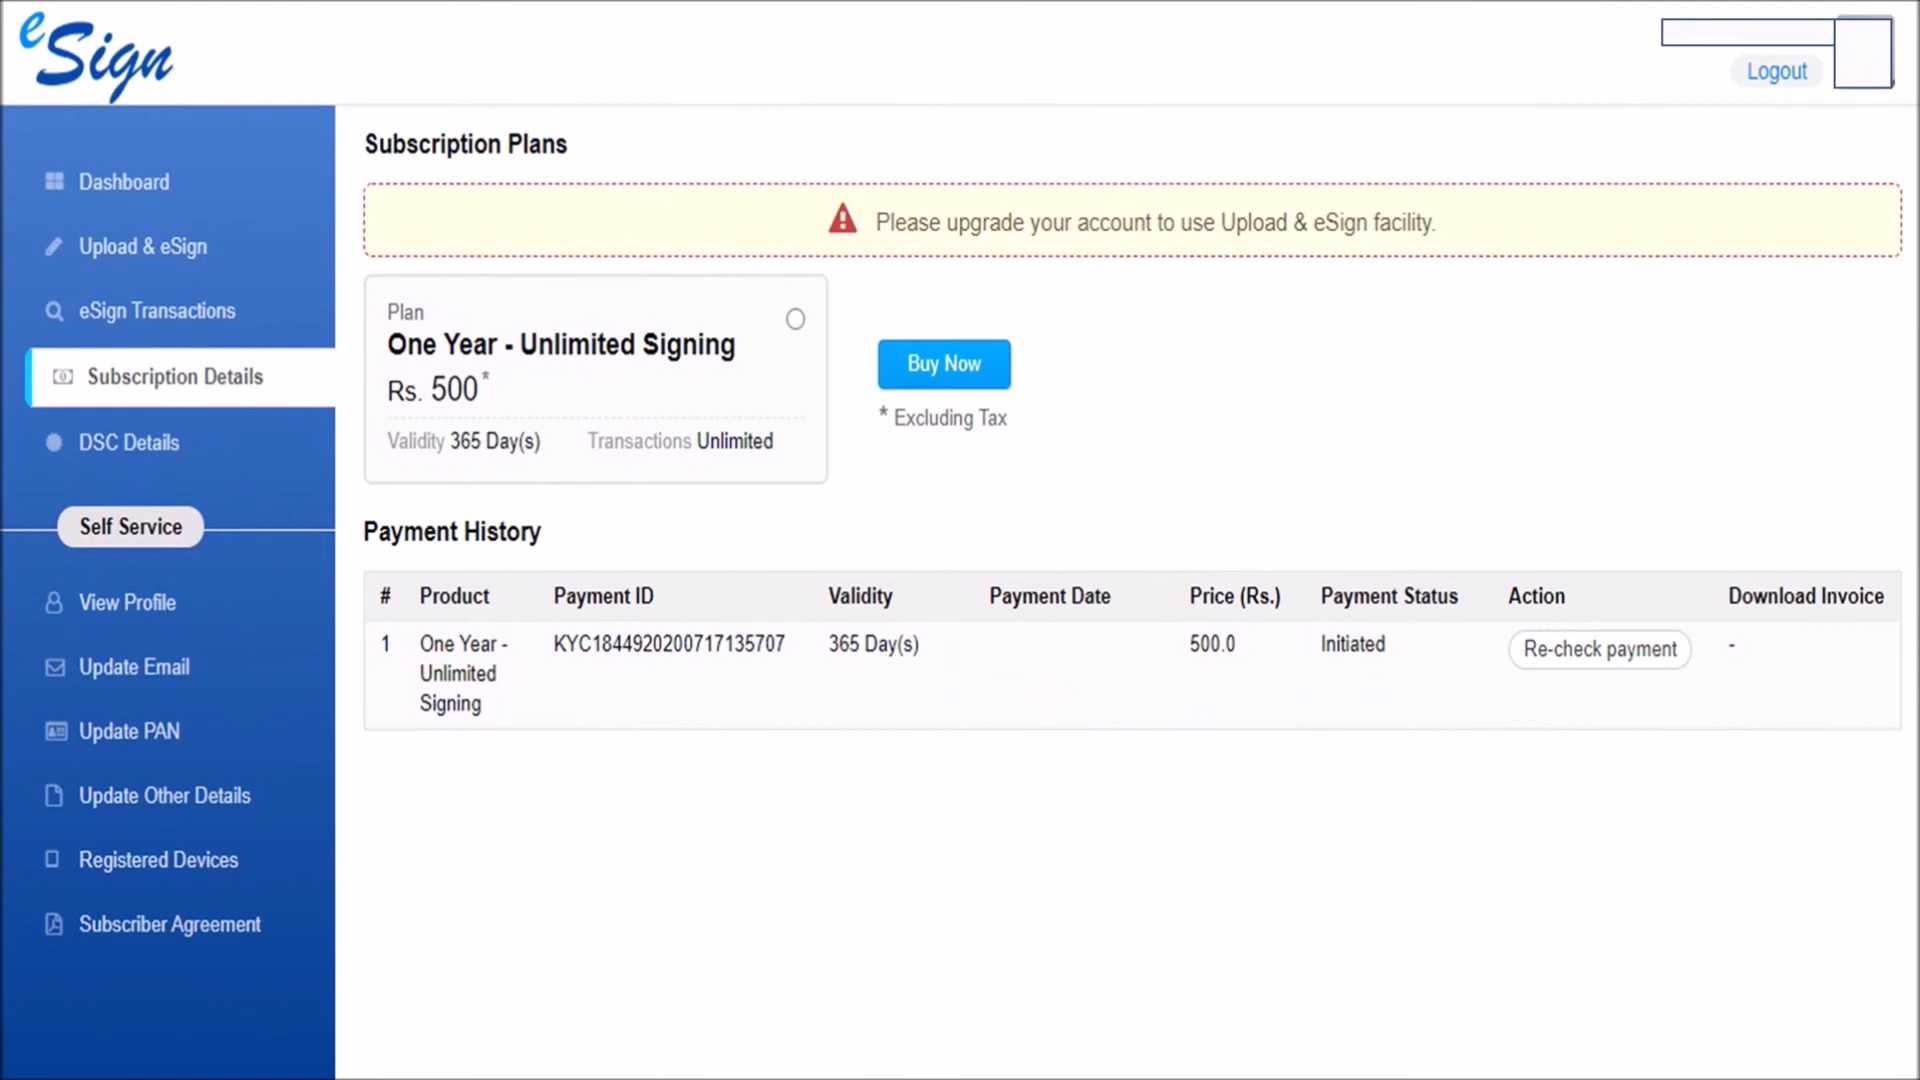 eSign
Logout
Dashboard
Upload & eSign
eSign Transactions
Subscription Details
DSC Details
Self Service
View Profile
Update Email
Update PAN
Update Other Details
Registered Devices
Subscriber Agreement
Subscription Plans
Please upgrade your account to use Upload & eSign facility.
Plan
One Year - Unlimited Signing
Rs. 500*
Validity 365 Day(s) Transactions Unlimited
Buy Now
* Excluding Tax
Payment History
# Product Payment ID Validity Payment Date Price (Rs.) Payment Status Action Download Invoice
1 One Year - KYC1844920200717135707 365 Day(s) 500.0 Initiated Re-check payment -
Unlimited
Signing